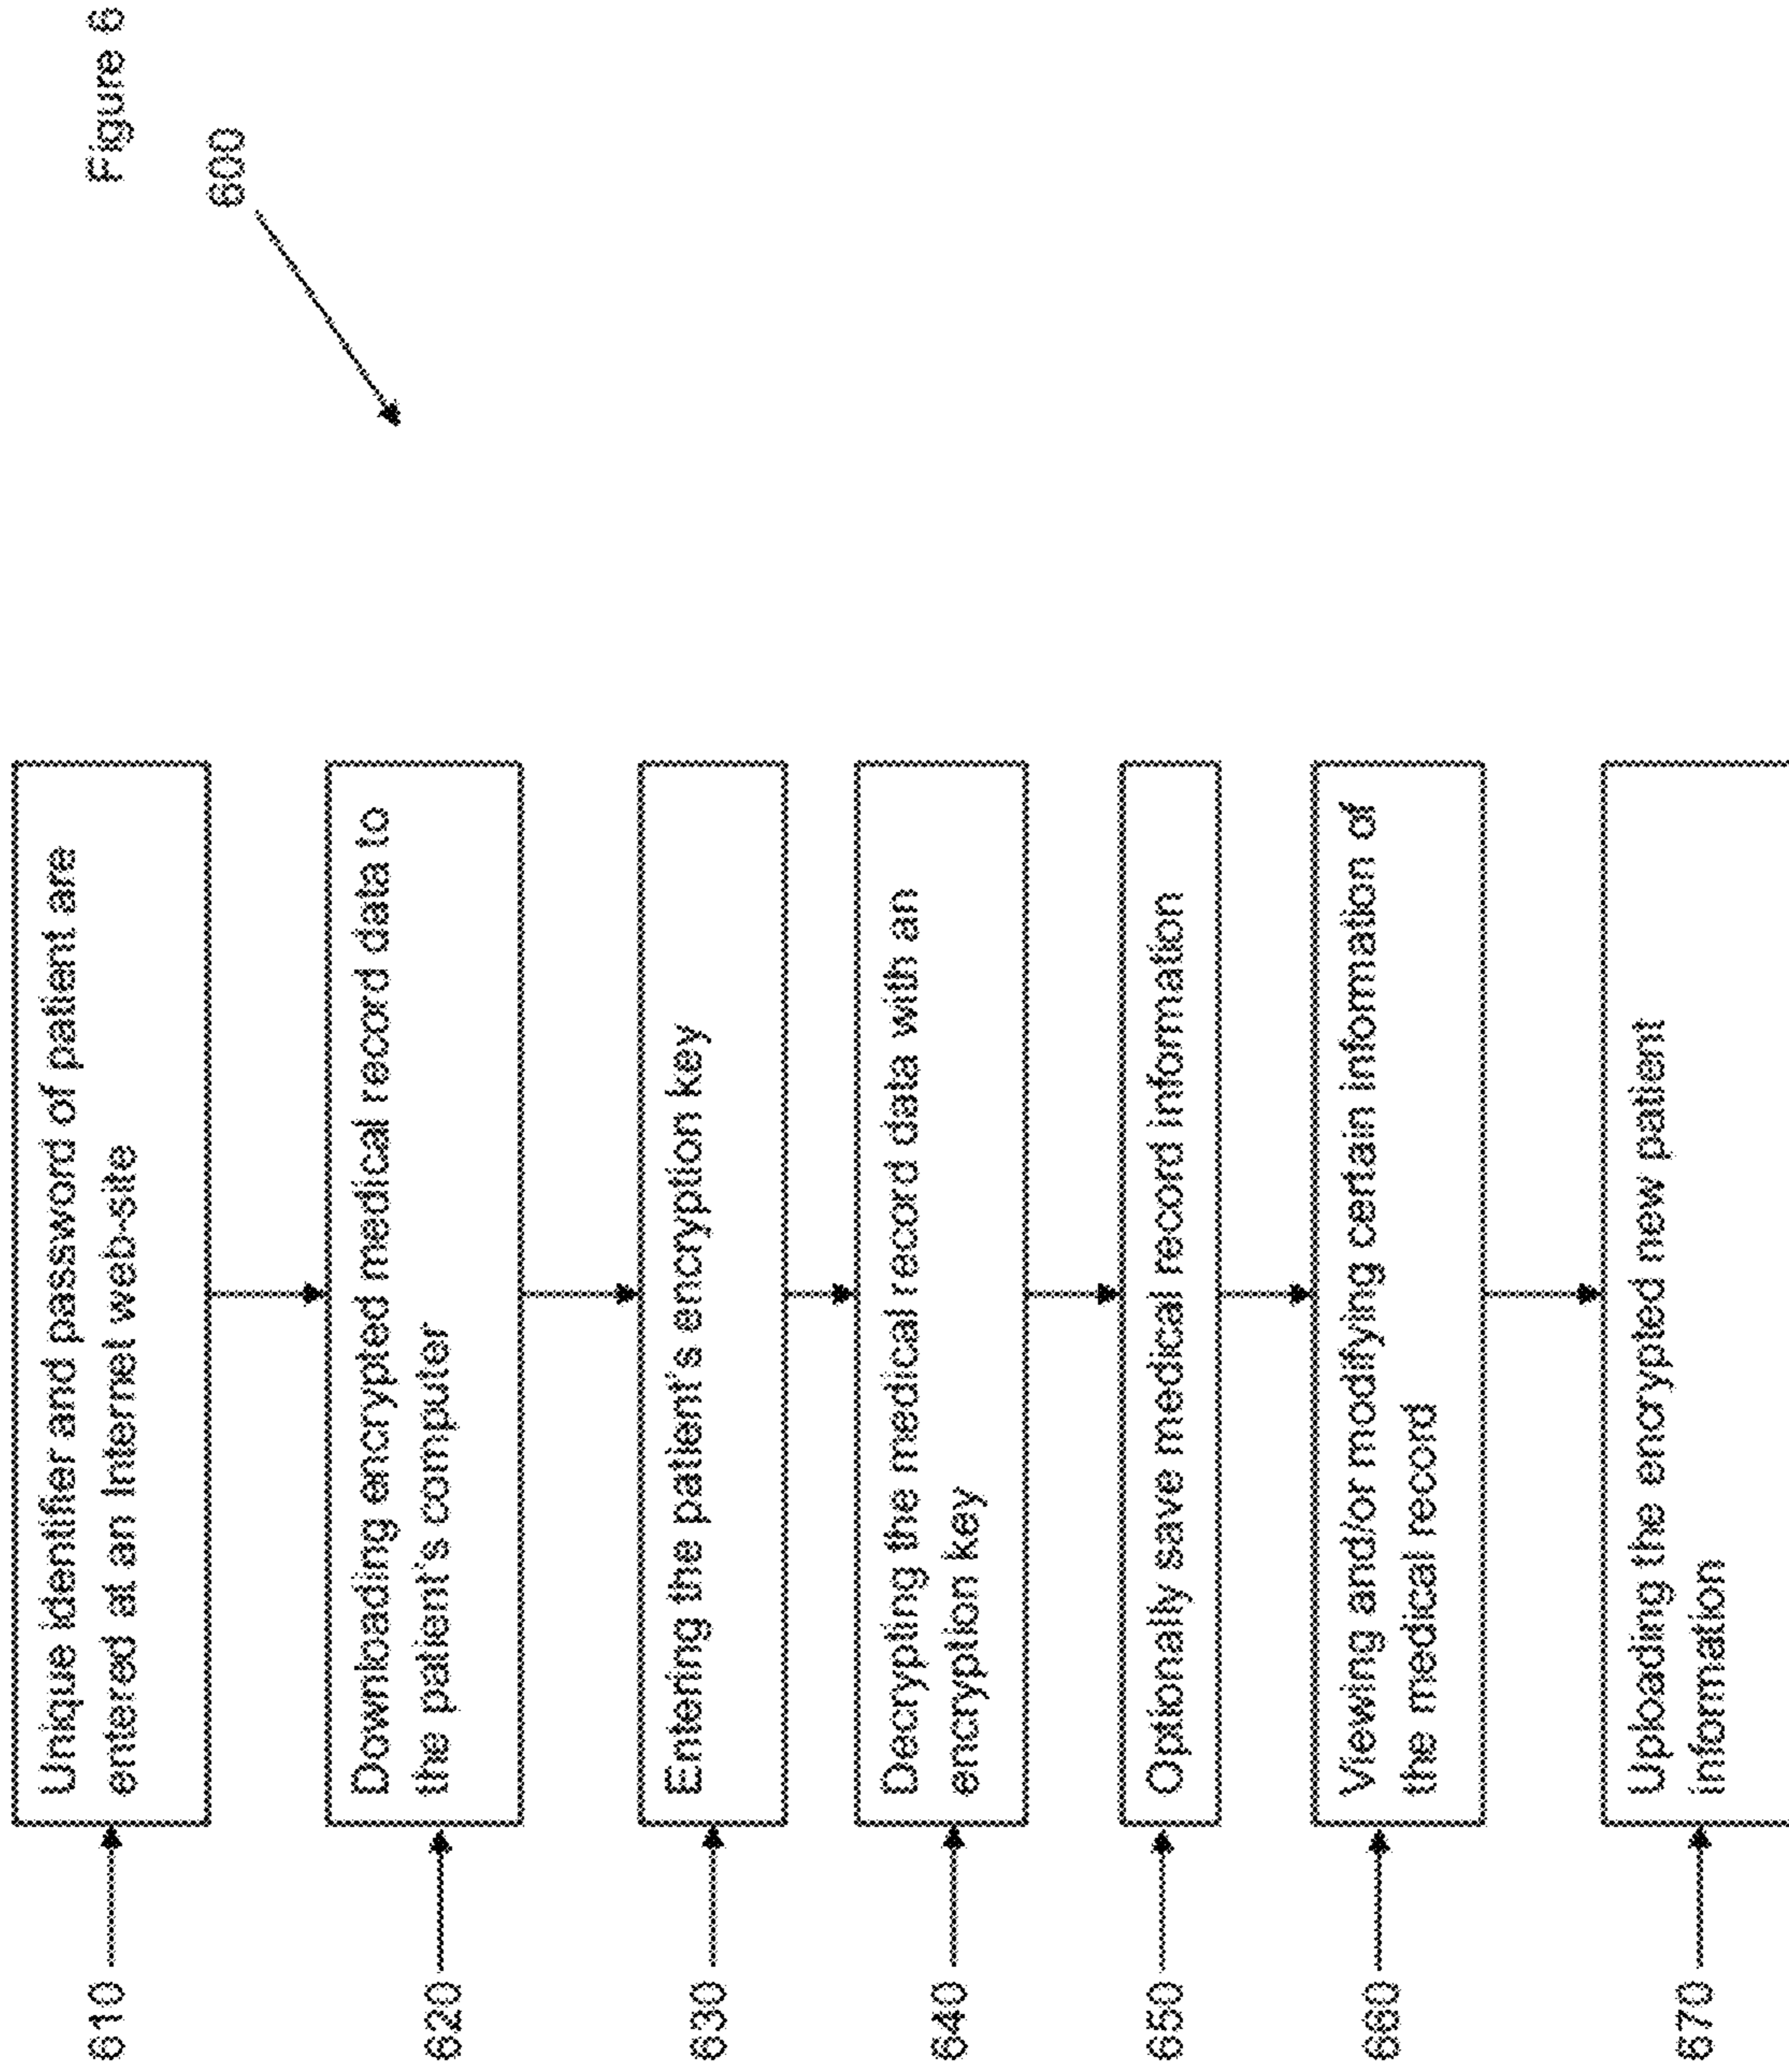 Figure 6
600
610
Unique identifier and password of patient are
entered at an Internet web-site
620
Downloading encrypted medical record data to
the patient's computer
630
Entering the patient's encryption key
640
Decrypting the medical record data with an
encryption key
650
Optionally save medical record information
660
Viewing and/or modifying certain information of
the medical record
670
Uploading the encrypted new patient
information